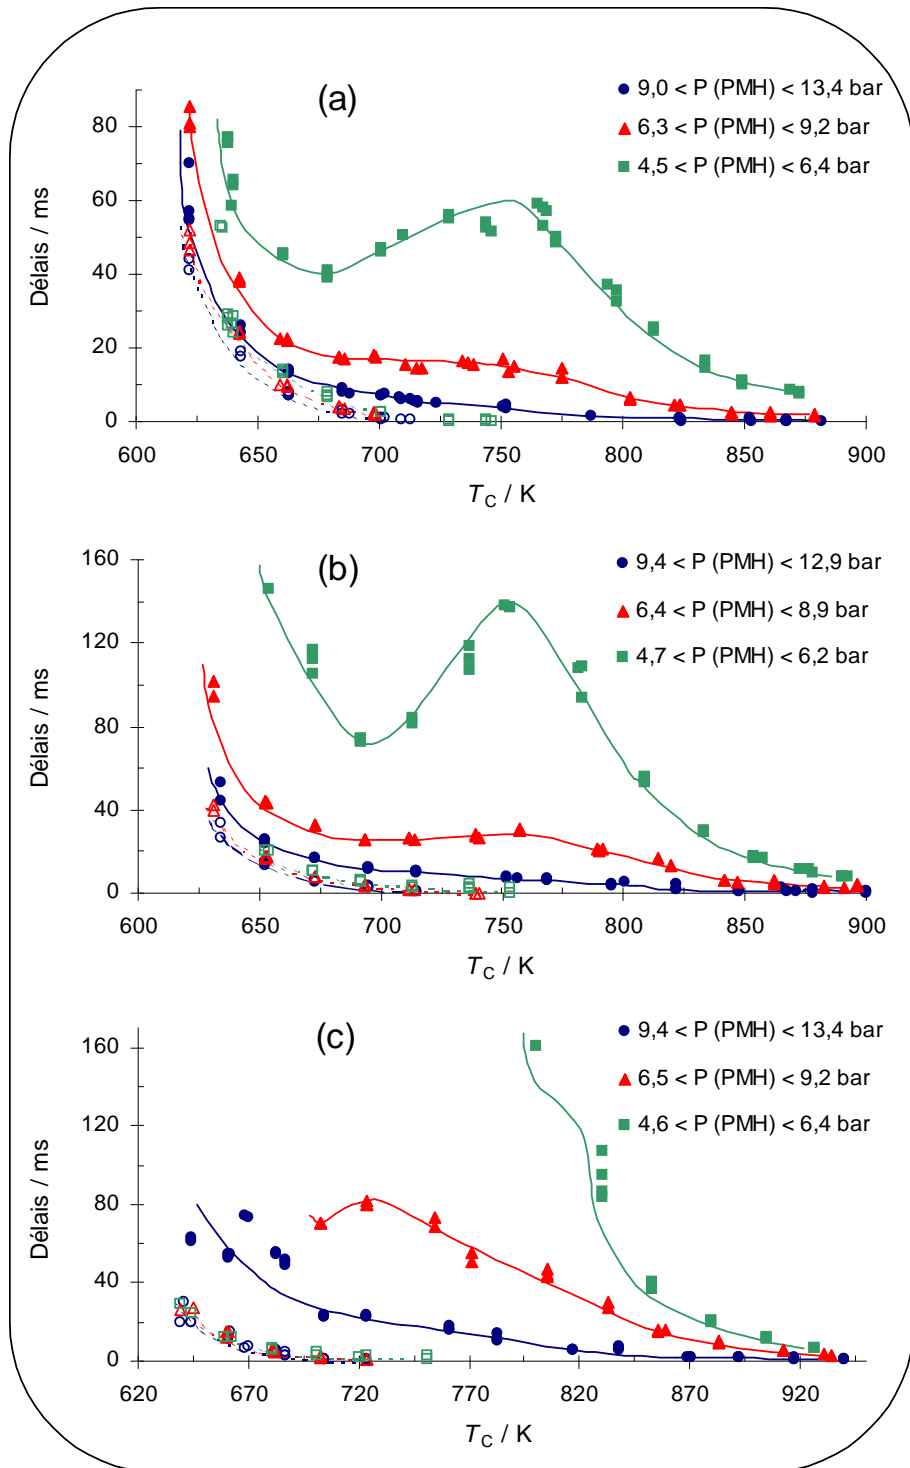 (a)
9,0 < P (PMH) < 13,4 bar
6,3 < P (PMH) < 9,2 bar
4,5 < P (PMH) < 6,4 bar
Délais / ms
80
60
40
20
0
600 650 700 750 800 850 900
TC / K
(b)
9,4 < P (PMH) < 12,9 bar
6,4 < P (PMH) < 8,9 bar
4,7 < P (PMH) < 6,2 bar
Délais / ms
160
120
80
40
0
600 650 700 750 800 850 900
TC / K
(c)
9,4 < P (PMH) < 13,4 bar
6,5 < P (PMH) < 9,2 bar
4,6 < P (PMH) < 6,4 bar
Délais / ms
160
120
80
40
0
620 670 720 770 820 870 920
TC / K